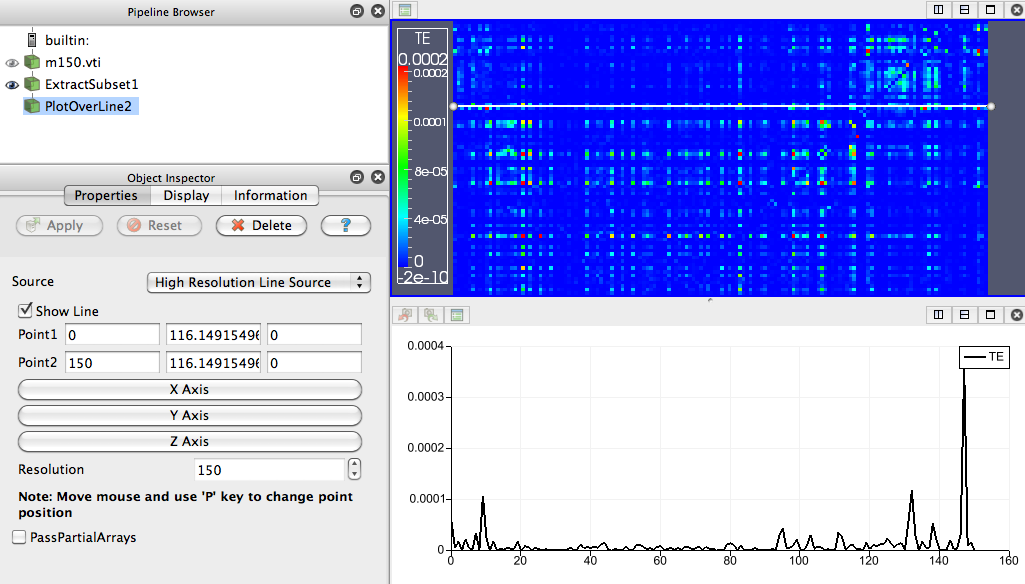 Pipeline Browser
builtin:
m150.vti
ExtractSubset1
PlotOverLine2
Object Inspector
Properties Display Information
Apply Reset Delete ?
Source High Resolution Line Source
Show Line
Point1 0 116.14915496 0
Point2 150 116.14915496 0
X Axis
Y Axis
Z Axis
Resolution 150
Note: Move mouse and use 'P' key to change point
position
PassPartialArrays
TE
0.0002
0.0002
0.0001
8e-05
4e-05
0
-2e-10
TE
0.0004
0.0003
0.0002
0.0001
0
0 20 40 60 80 100 120 140 160